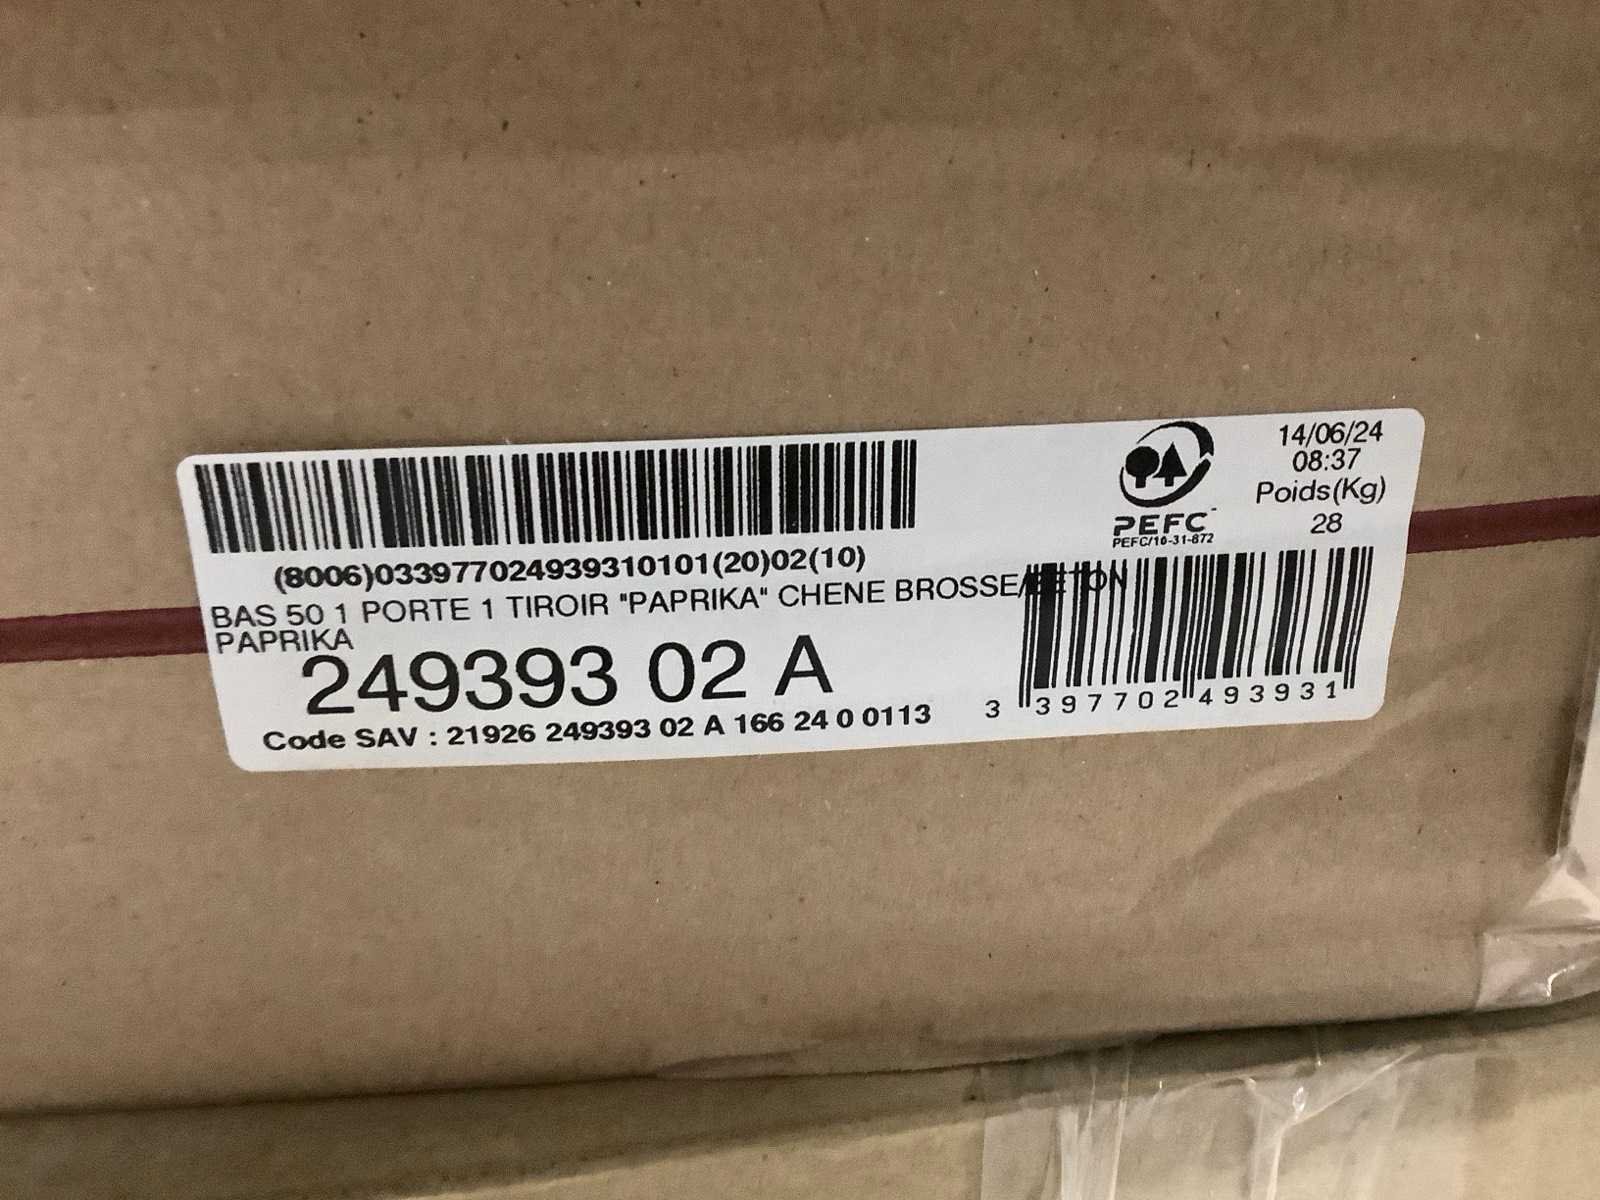 14/06/24
08:37
Poids(Kg)
28
PEFC
PEFC/10-31-872
(8006)033977024939310101(20)02(10)
BAS 50 1 PORTE 1 TIROIR "PAPRIKA" CHENE BROSSE/BETON
PAPRIKA
249393 02 A
Code SAV : 21926 249393 02 A 166 24 0 0113
3 397702 493931